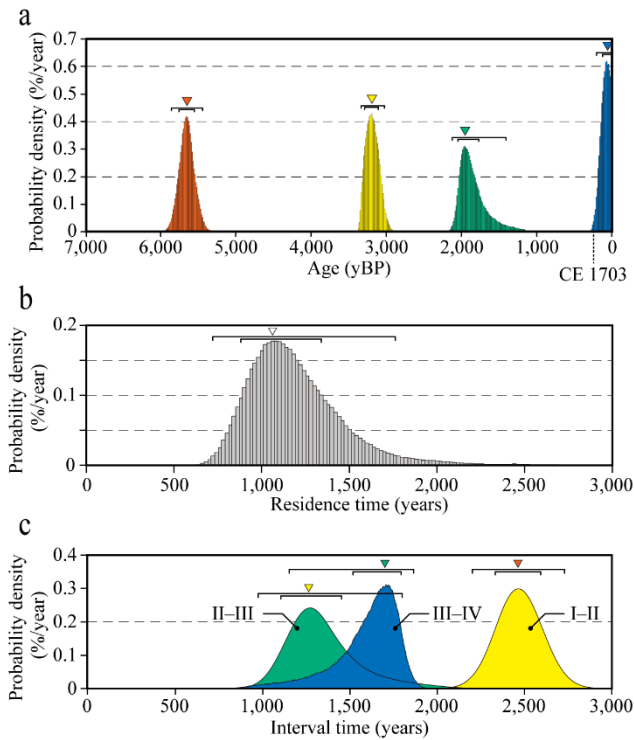 a
Probability density (%/year)
0.7
0.6
0.5
0.4
0.3
0.2
0.1
0
7,000
6,000
5,000
4,000
3,000
2,000
1,000
0
Age (yBP)
CE 1703
b
Probability density
(%/year)
0.2
0.1
0
0
500
1,000
1,500
2,000
2,500
3,000
Residence time (years)
c
Probability density
(%/year)
0.4
0.3
0.2
0.1
0
II–III
III–IV
I–II
0
500
1,000
1,500
2,000
2,500
3,000
Interval time (years)